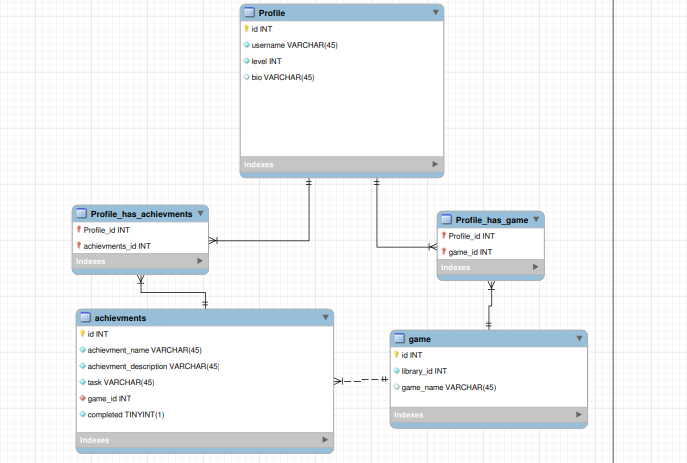 Profile
id INT
username VARCHAR(45)
level INT
bio VARCHAR(45)
Indexes
Profile_has_achievments
Profile_id INT
achievments_id INT
Indexes
Profile_has_game
Profile_id INT
game_id INT
Indexes
achievments
id INT
achievment_name VARCHAR(45)
achievment_description VARCHAR(45)
task VARCHAR(45)
game_id INT
completed TINYINT(1)
Indexes
game
id INT
library_id INT
game_name VARCHAR(45)
Indexes